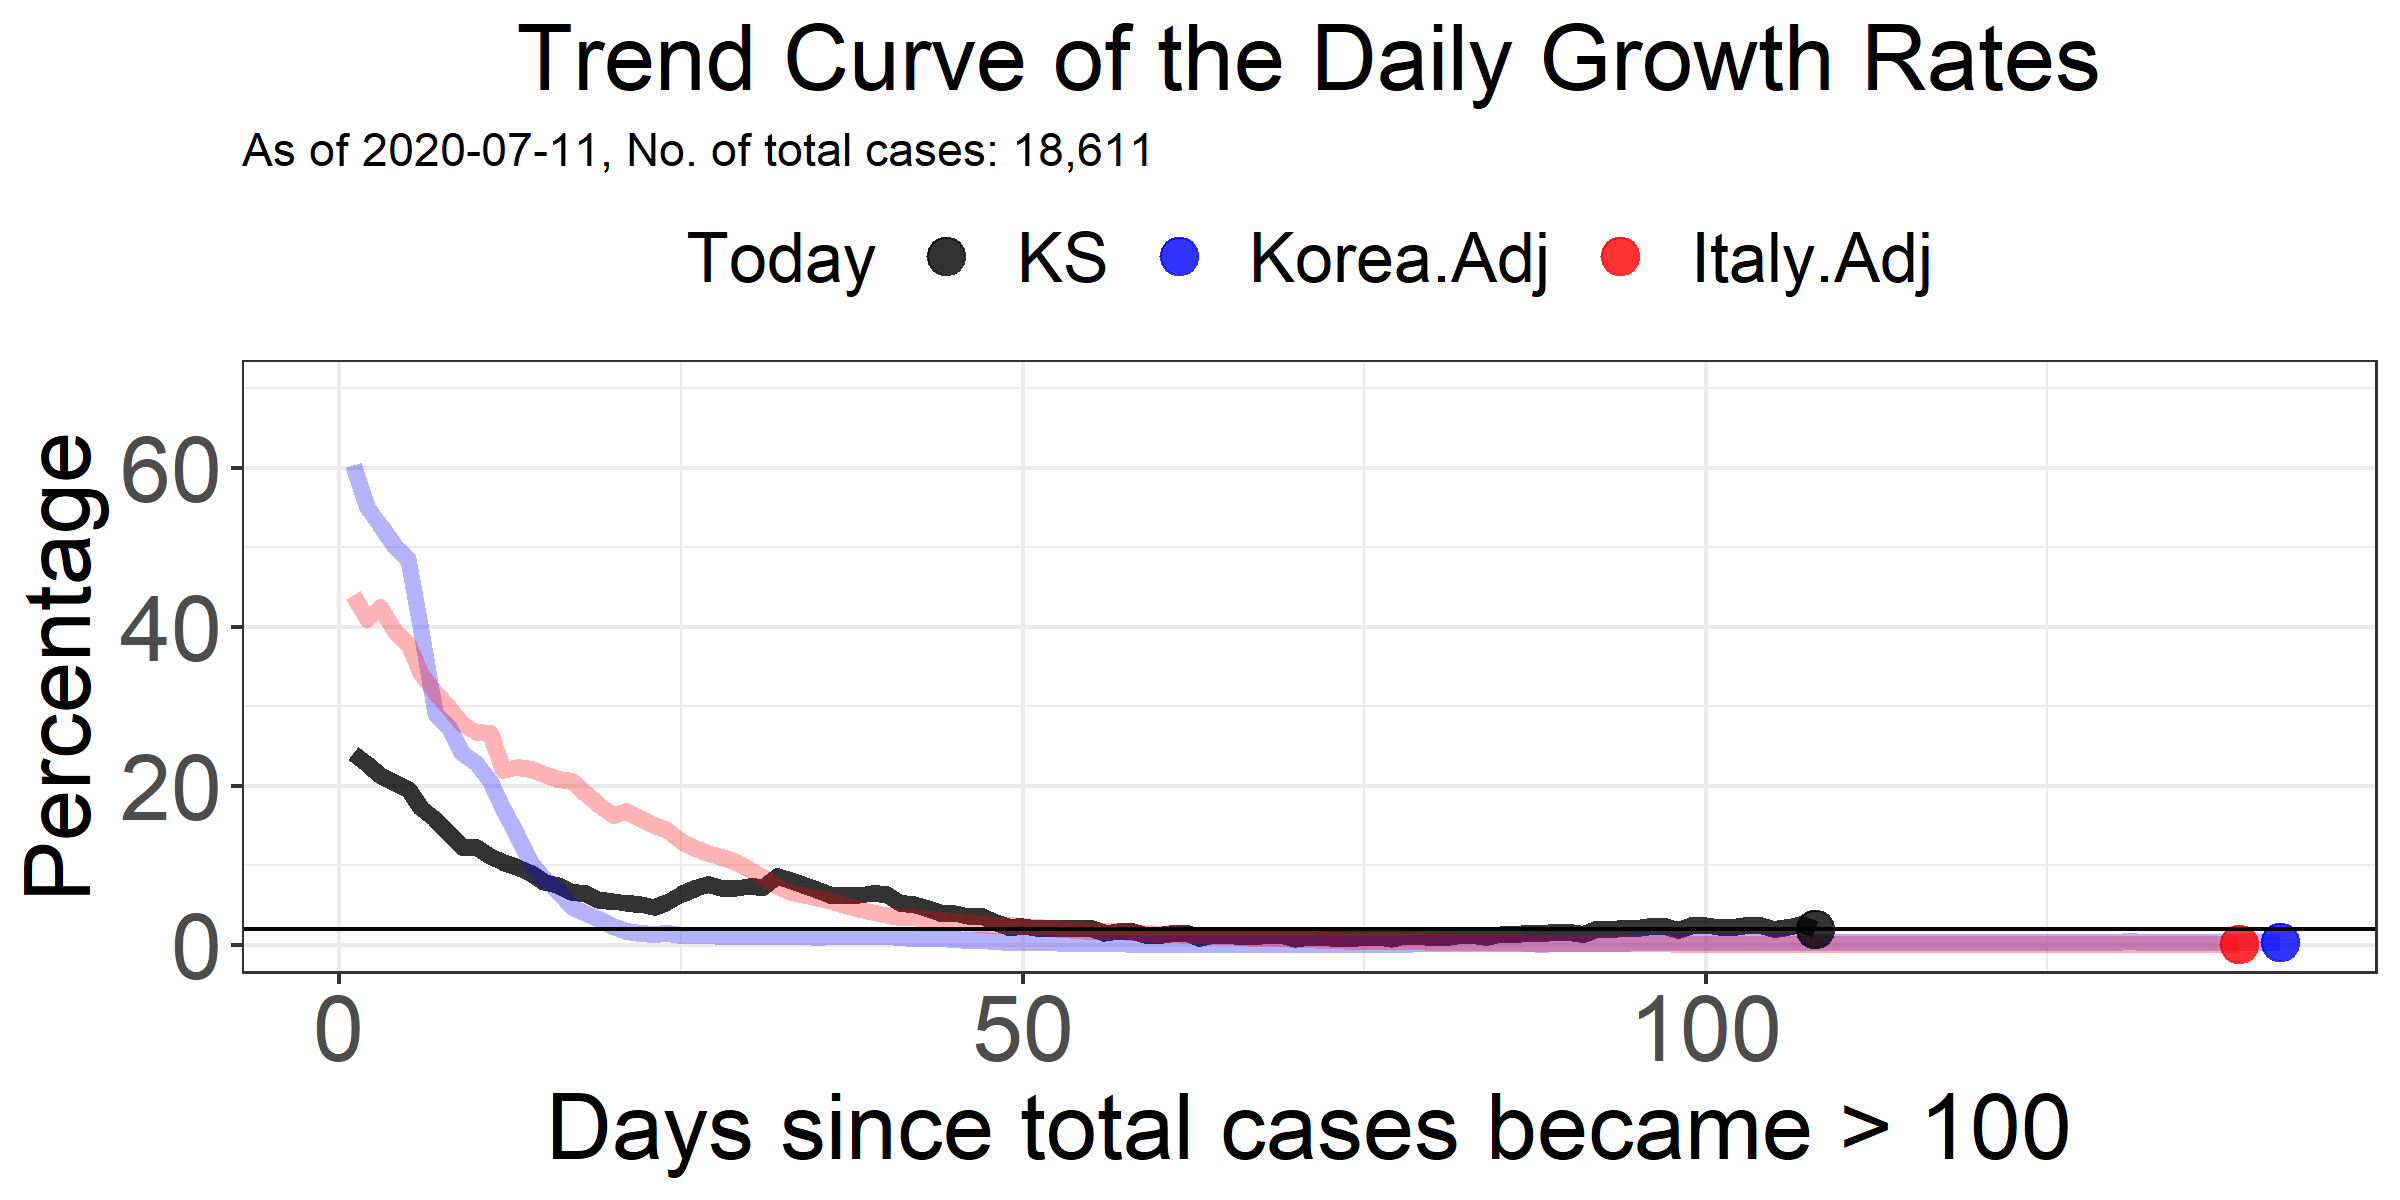 Trend Curve of the Daily Growth Rates
As of 2020-07-11, No. of total cases: 18,611
Today KS Korea.Adj Italy.Adj
Percentage
60
40
20
0
0 50 100
Days since total cases became > 100